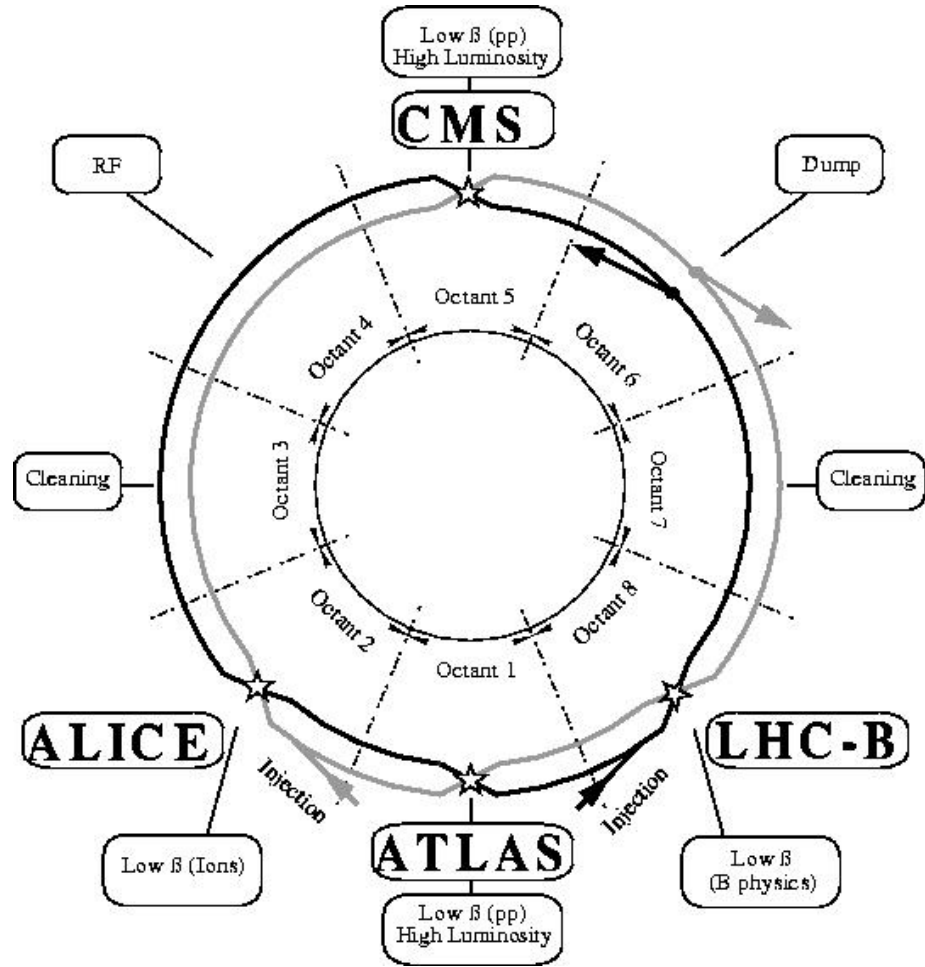 Low ß (pp)
High Luminosity
CMS
RF
Dump
Octant 5
Octant 4
Octant 6
Cleaning
Octant 3
Octant 7
Cleaning
Octant 2
Octant 8
Octant 1
ALICE
LHC-B
Injection
Injection
ATLAS
Low ß (Ions)
Low ß
(B physics)
Low ß (pp)
High Luminosity